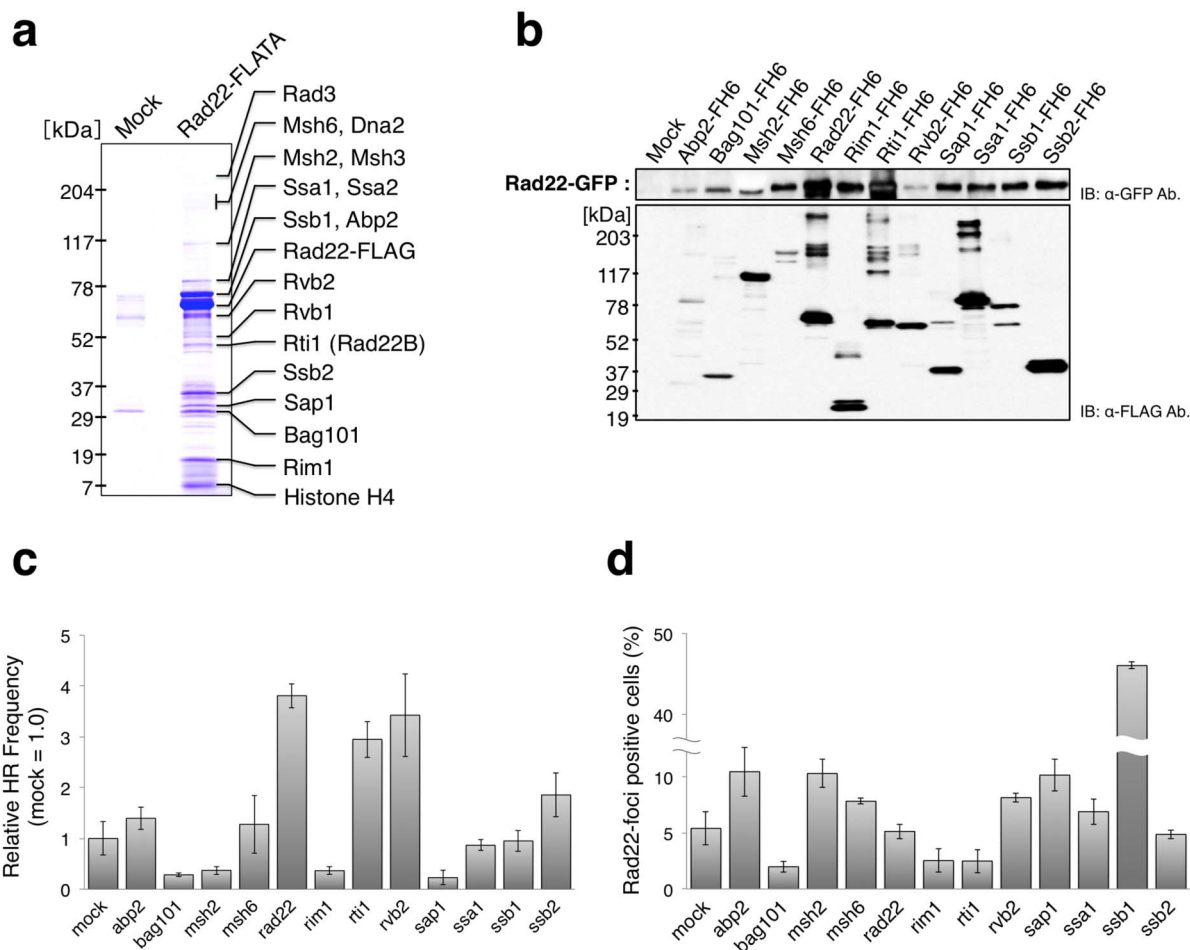 a
Mock
Rad22-FLATA
[kDa]
204
117
78
52
37
29
19
7
Rad3
Msh6, Dna2
Msh2, Msh3
Ssa1, Ssa2
Ssb1, Abp2
Rad22-FLAG
Rvb2
Rvb1
Rti1 (Rad22B)
Ssb2
Sap1
Bag101
Rim1
Histone H4
b
Mock
Abp2-FH6
Bag101-FH6
Msh2-FH6
Msh6-FH6
Rad22-FH6
Rim1-FH6
Rti1-FH6
Rvb2-FH6
Sap1-FH6
Ssa1-FH6
Ssb1-FH6
Ssb2-FH6
Rad22-GFP :
IB: α-GFP Ab.
[kDa]
203
117
78
52
37
29
19
IB: α-FLAG Ab.
c
Relative HR Frequency
(mock = 1.0)
5
4
3
2
1
0
mock
abp2
bag101
msh2
msh6
rad22
rim1
rti1
rvb2
sap1
ssa1
ssb1
ssb2
d
Rad22-foci positive cells (%)
50
40
10
5
0
mock
abp2
bag101
msh2
msh6
rad22
rim1
rti1
rvb2
sap1
ssa1
ssb1
ssb2